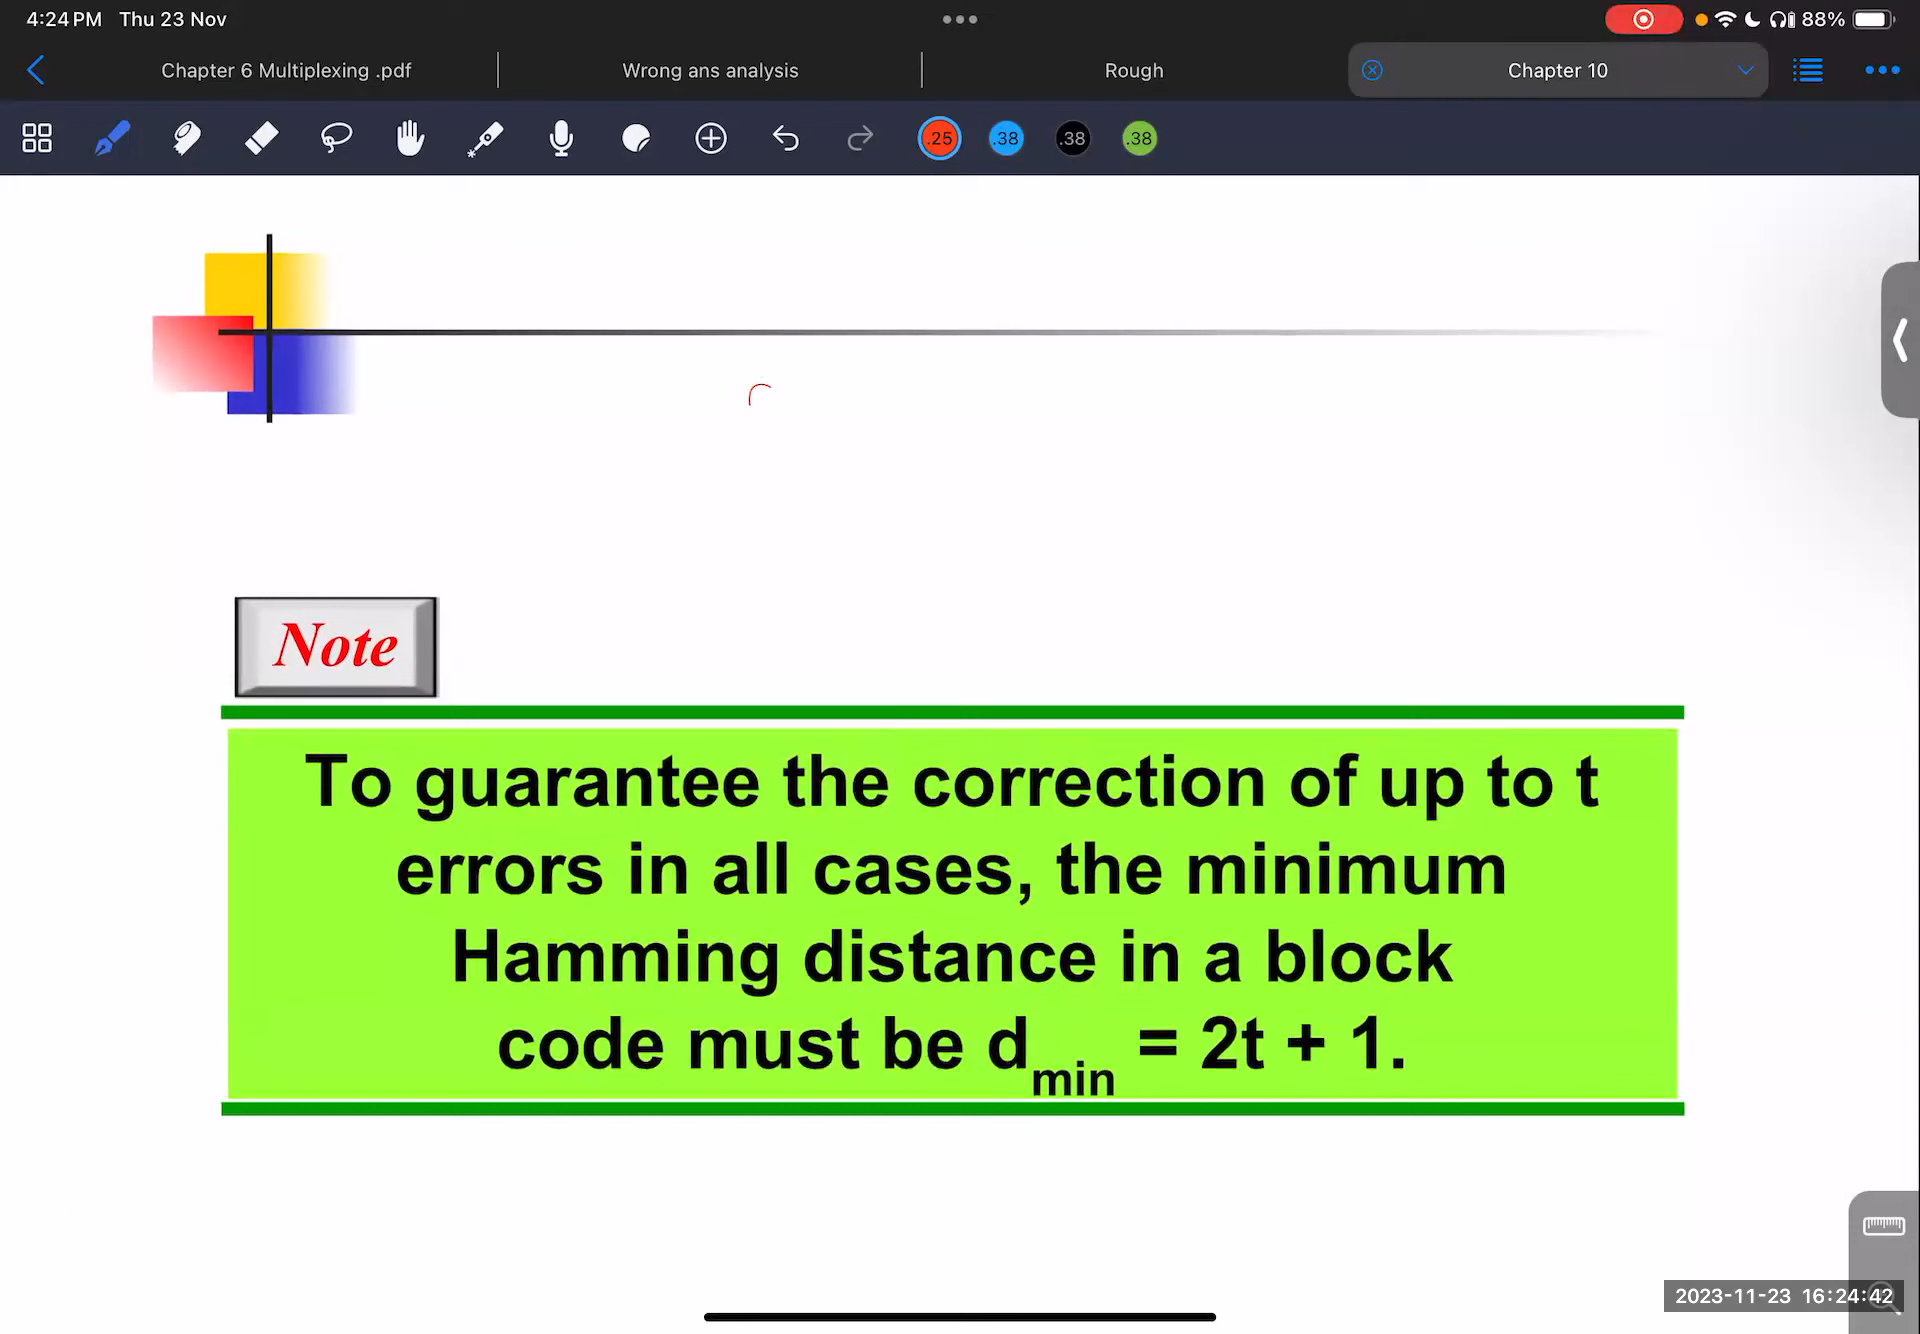 4:24 PM Thu 23 Nov
88%
Chapter 6 Multiplexing .pdf
Wrong ans analysis
Rough
Chapter 10
.25
.38
.38
.38
Note
To guarantee the correction of up to t
errors in all cases, the minimum
Hamming distance in a block
code must be dmin = 2t + 1.
2023-11-23 16:24:42